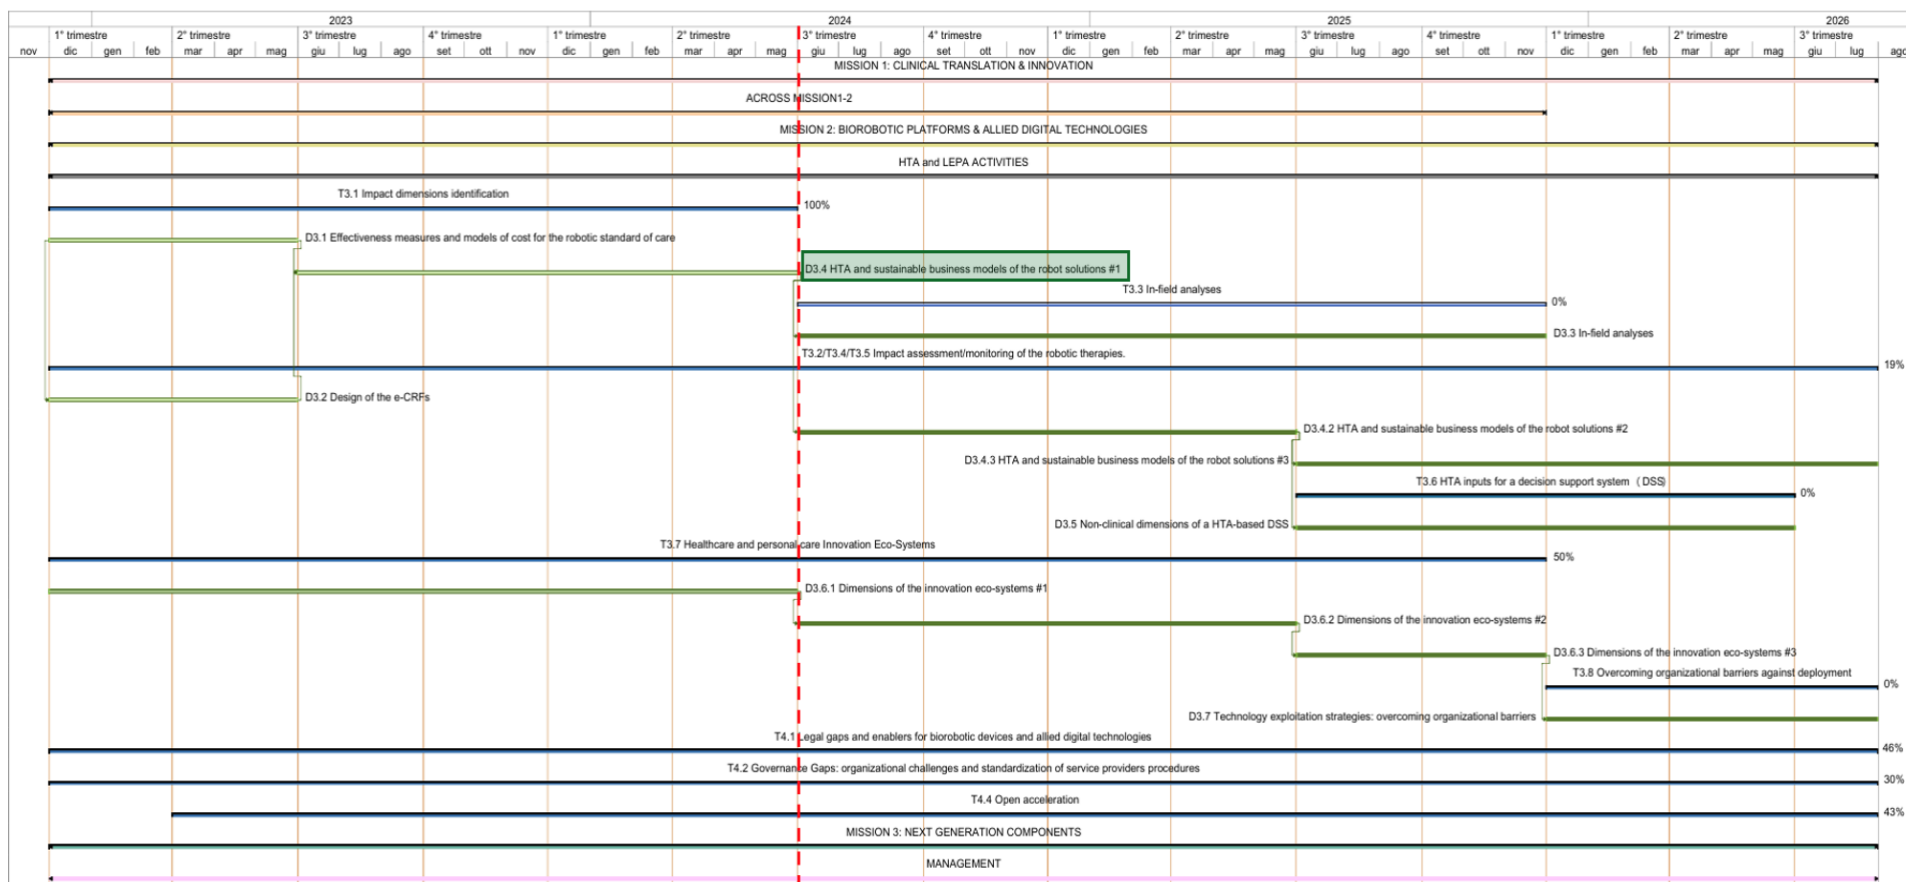 2023 2024 2025 2026
1° trimestre 2° trimestre 3° trimestre 4° trimestre 1° trimestre 2° trimestre 3° trimestre 4° trimestre 1° trimestre 2° trimestre 3° trimestre 4° trimestre 1° trimestre 2° trimestre 3° trimestre
nov dic gen feb mar apr mag giu lug ago set ott nov dic gen feb mar apr mag giu lug ago set ott nov dic gen feb mar apr mag giu lug ago set ott nov dic gen feb mar apr mag giu lug ago
MISSION 1: CLINICAL TRANSLATION & INNOVATION
ACROSS MISSION1-2
MISSION 2: BIOROBOTIC PLATFORMS & ALLIED DIGITAL TECHNOLOGIES
HTA and LEPA ACTIVITIES
T3.1 Impact dimensions identification
100%
D3.1 Effectiveness measures and models of cost for the robotic standard of care
D3.4 HTA and sustainable business models of the robot solutions #1
T3.3 In-field analyses
0%
D3.3 In-field analyses
T3.2/T3.4/T3.5 Impact assessment/monitoring of the robotic therapies.
19%
D3.2 Design of the e-CRFs
D3.4.2 HTA and sustainable business models of the robot solutions #2
D3.4.3 HTA and sustainable business models of the robot solutions #3
T3.6 HTA inputs for a decision support system (DSS)
0%
D3.5 Non-clinical dimensions of a HTA-based DSS
T3.7 Healthcare and personal care Innovation Eco-Systems
50%
D3.6.1 Dimensions of the innovation eco-systems #1
D3.6.2 Dimensions of the innovation eco-systems #2
D3.6.3 Dimensions of the innovation eco-systems #3
T3.8 Overcoming organizational barriers against deployment
0%
D3.7 Technology exploitation strategies: overcoming organizational barriers
T4.1 Legal gaps and enablers for biorobotic devices and allied digital technologies
46%
T4.2 Governance Gaps: organizational challenges and standardization of service providers procedures
30%
T4.4 Open acceleration
43%
MISSION 3: NEXT GENERATION COMPONENTS
MANAGEMENT